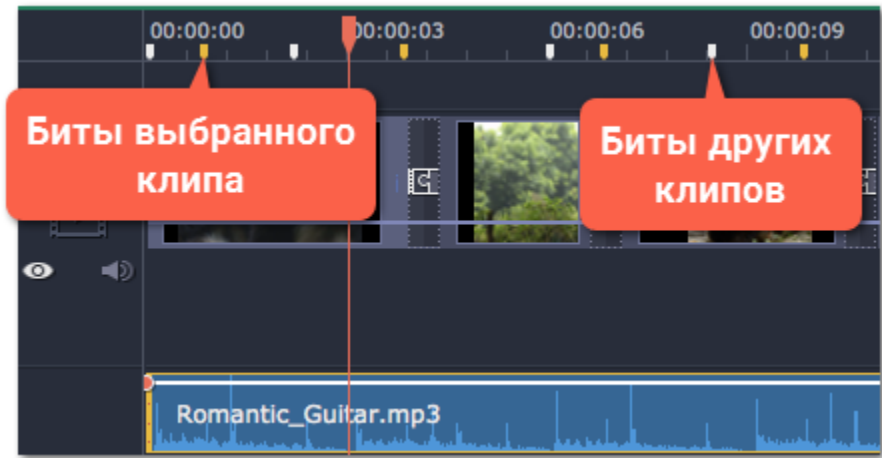 00:00:00 00:00:03 00:00:06 00:00:09
Биты выбранного
клипа
Биты других
клипов
Romantic_Guitar.mp3